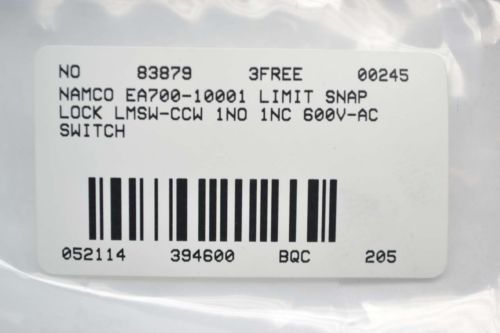 NO 83879 3FREE 00245
NAMCO EA700-10001 LIMIT SNAP
LOCK LMSW-CCW 1NO 1NC 600V-AC
SWITCH
052114 394600 BQC 205